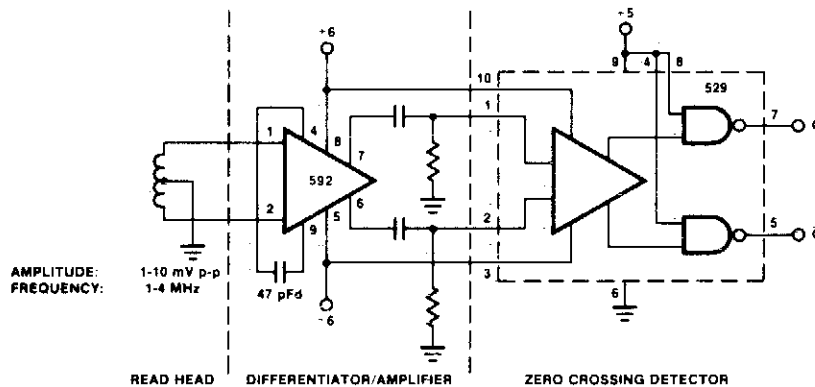 +5
+6
9 4 8
10
529
1
1 4 8
7
7
592
6
2 5
9
2
5
3
AMPLITUDE: 1-10 mV p-p
FREQUENCY: 1-4 MHz
47 pFd
-6
6
READ HEAD
DIFFERENTIATOR/AMPLIFIER
ZERO CROSSING DETECTOR